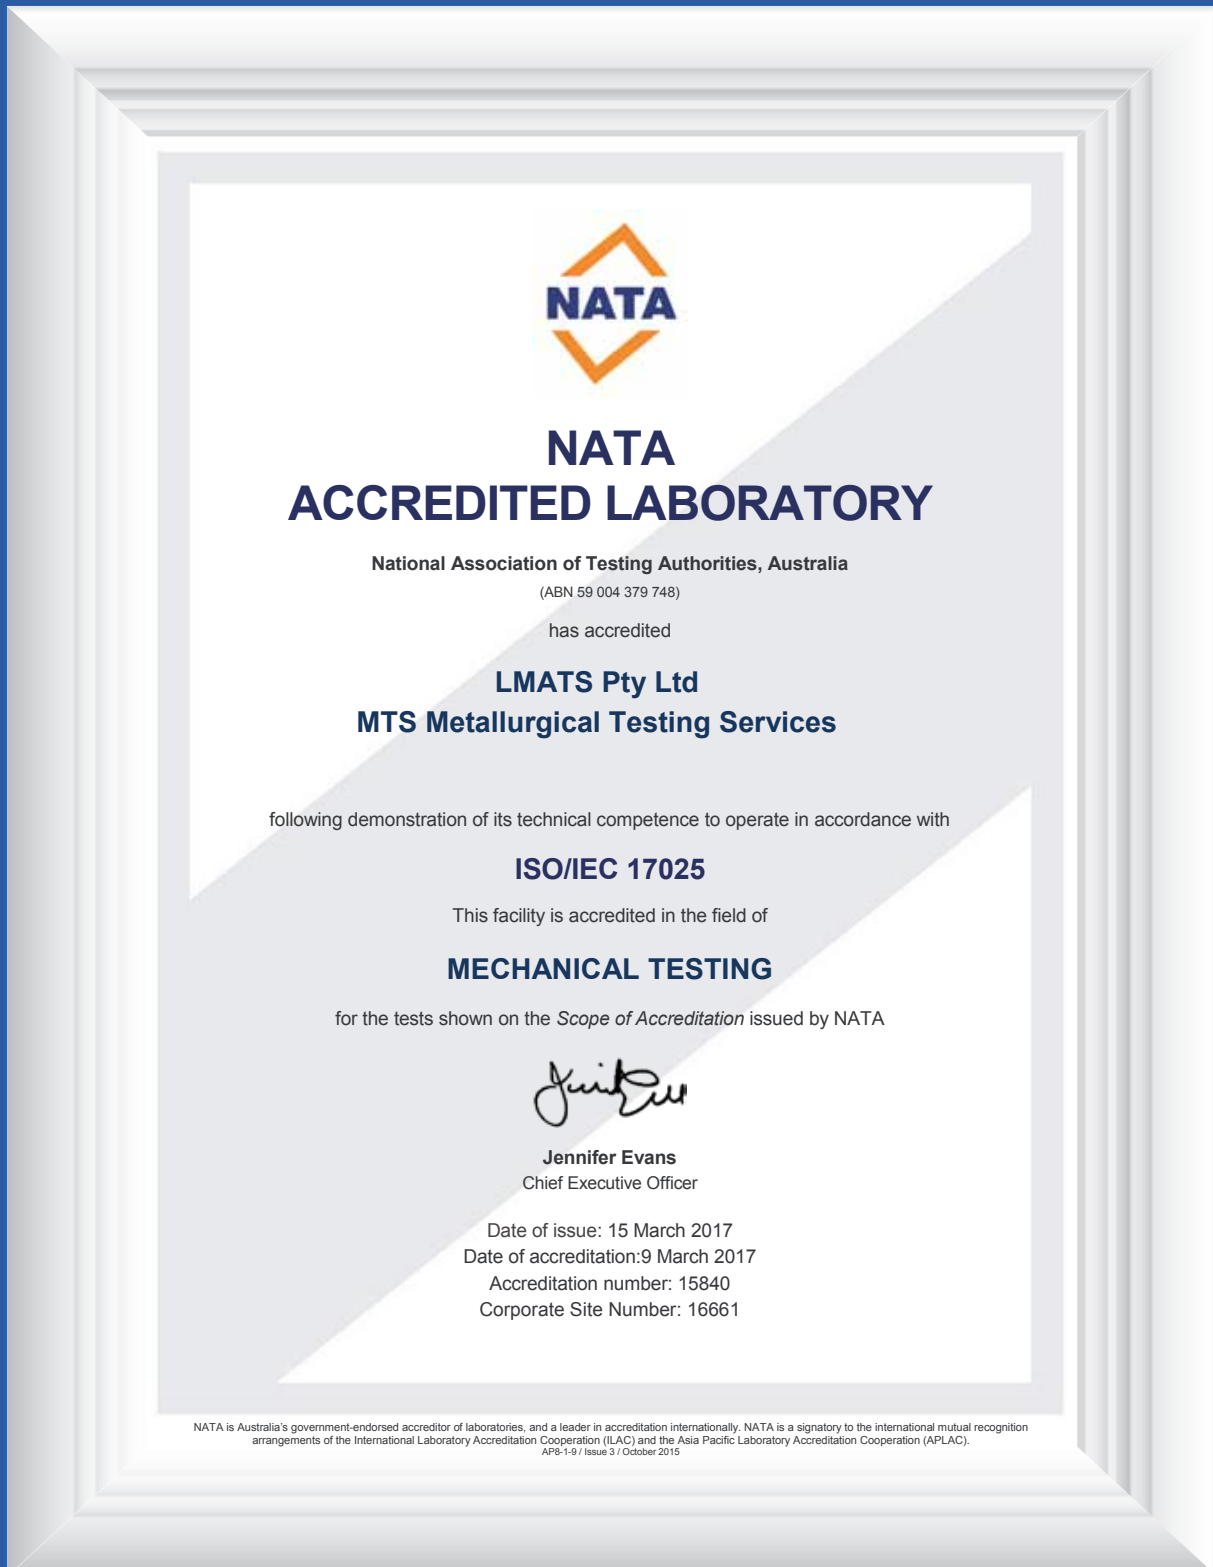 NATA
NATA
ACCREDITED LABORATORY
National Association of Testing Authorities, Australia
(ABN 59 004 379 748)
has accredited
LMATS Pty Ltd
MTS Metallurgical Testing Services
following demonstration of its technical competence to operate in accordance with
ISO/IEC 17025
This facility is accredited in the field of
MECHANICAL TESTING
for the tests shown on the Scope of Accreditation issued by NATA
Jennifer Evans
Chief Executive Officer
Date of issue: 15 March 2017
Date of accreditation:9 March 2017
Accreditation number: 15840
Corporate Site Number: 16661
NATA is Australia's government-endorsed accreditor of laboratories, and a leader in accreditation internationally. NATA is a signatory to the international mutual recognition
arrangements of the International Laboratory Accreditation Cooperation (ILAC) and the Asia Pacific Laboratory Accreditation Cooperation (APLAC).
AP8-1-9 / Issue 3 / October 2015